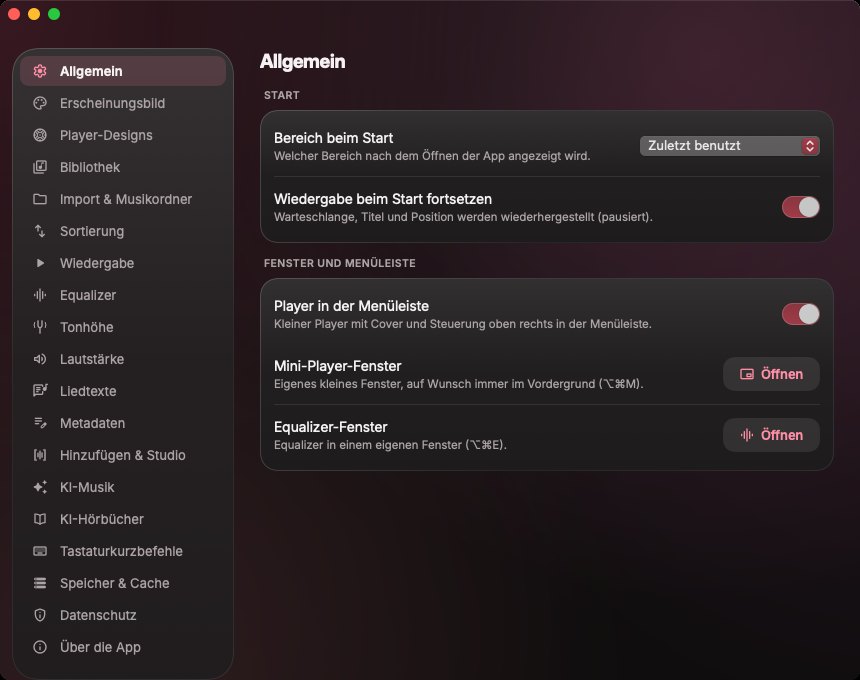 Allgemein
Erscheinungsbild
Player-Designs
Bibliothek
Import & Musikordner
Sortierung
Wiedergabe
Equalizer
Tonhöhe
Lautstärke
Liedtexte
Metadaten
Hinzufügen & Studio
KI-Musik
KI-Hörbücher
Tastaturkurzbefehle
Speicher & Cache
Datenschutz
Über die App
Allgemein
START
Bereich beim Start
Welcher Bereich nach dem Öffnen der App angezeigt wird.
Zuletzt benutzt
Wiedergabe beim Start fortsetzen
Warteschlange, Titel und Position werden wiederhergestellt (pausiert).
FENSTER UND MENÜLEISTE
Player in der Menüleiste
Kleiner Player mit Cover und Steuerung oben rechts in der Menüleiste.
Mini-Player-Fenster
Eigenes kleines Fenster, auf Wunsch immer im Vordergrund (⌥⌘M).
Öffnen
Equalizer-Fenster
Equalizer in einem eigenen Fenster (⌥⌘E).
Öffnen